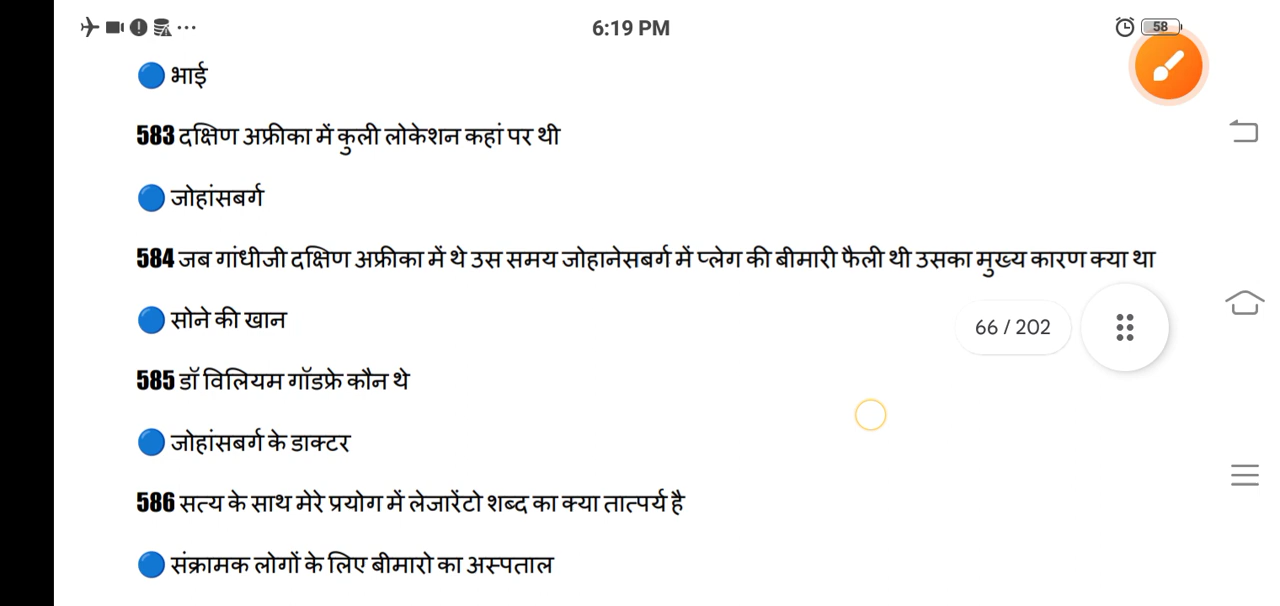 6:19 PM
58
भाई
583 दक्षिण अफ्रीका में कुली लोकेशन कहां पर थी
जोहांसबर्ग
584 जब गांधीजी दक्षिण अफ्रीका में थे उस समय जोहानेसबर्ग में प्लेग की बीमारी फैली थी उसका मुख्य कारण क्या था
सोने की खान
66 / 202
585 डॉ विलियम गॉडफ्रे कौन थे
जोहांसबर्ग के डाक्टर
586 सत्य के साथ मेरे प्रयोग में लेजारेंटो शब्द का क्या तात्पर्य है
संक्रामक लोगों के लिए बीमारो का अस्पताल